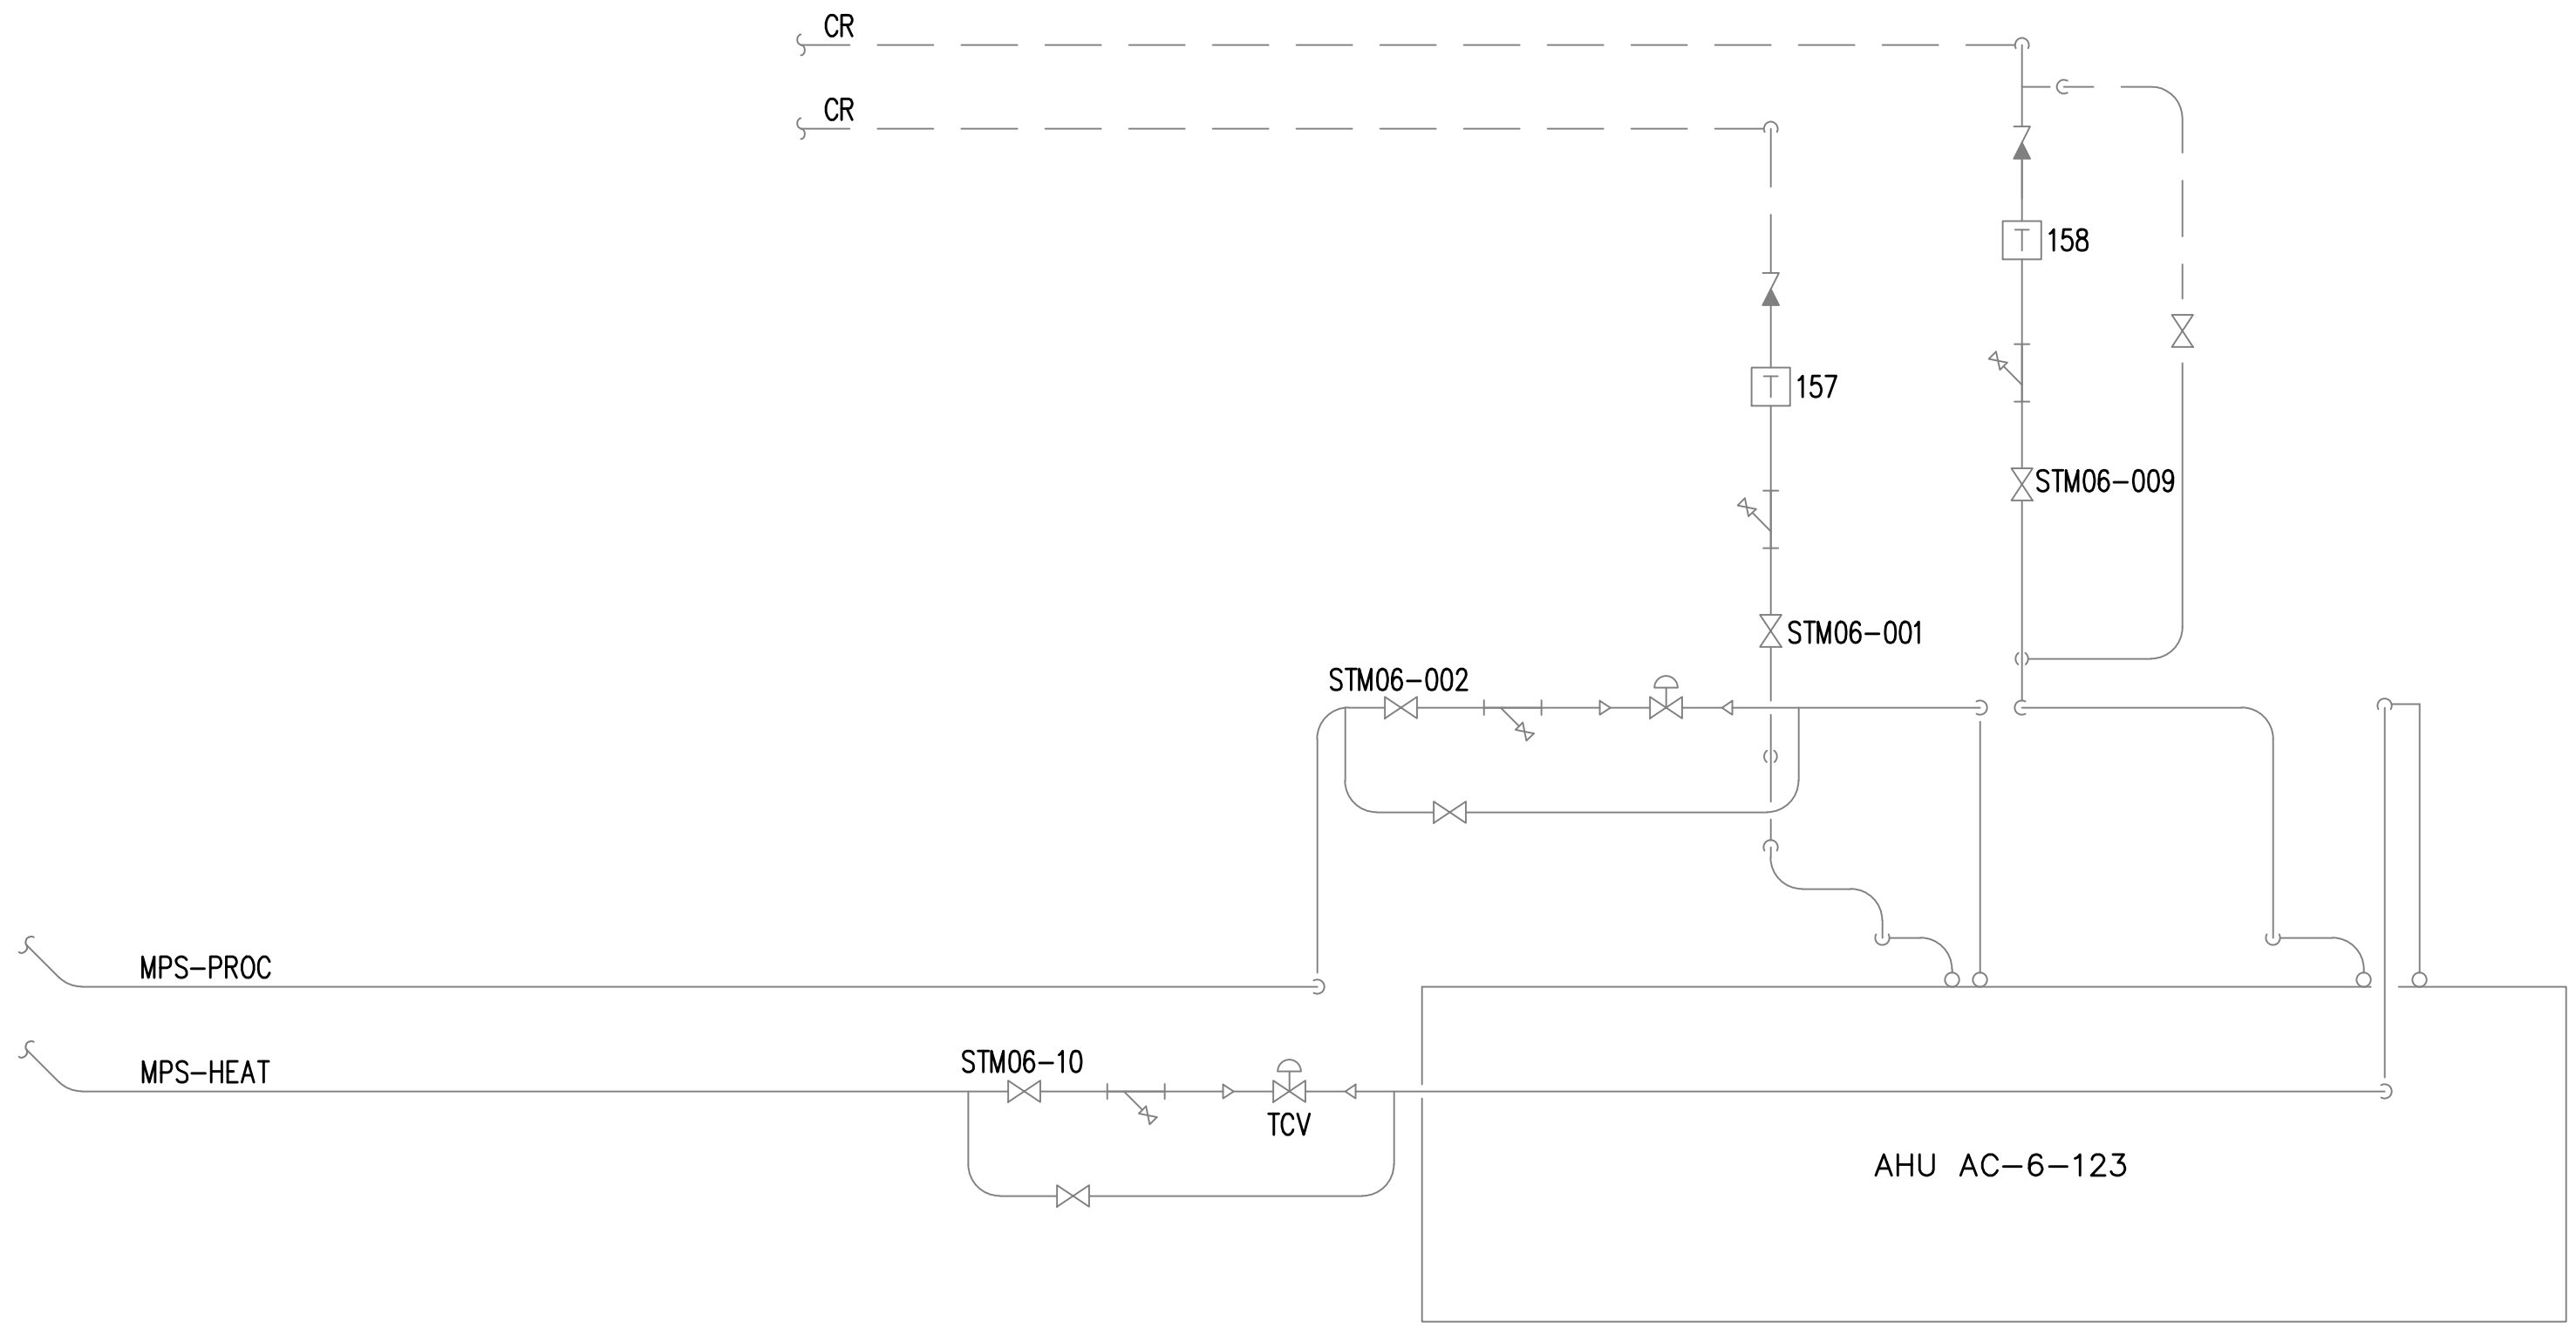 CR
CR
158
157
STM06-009
STM06-001
STM06-002
MPS-PROC
STM06-10
MPS-HEAT
TCV
AHU AC-6-123
T
T